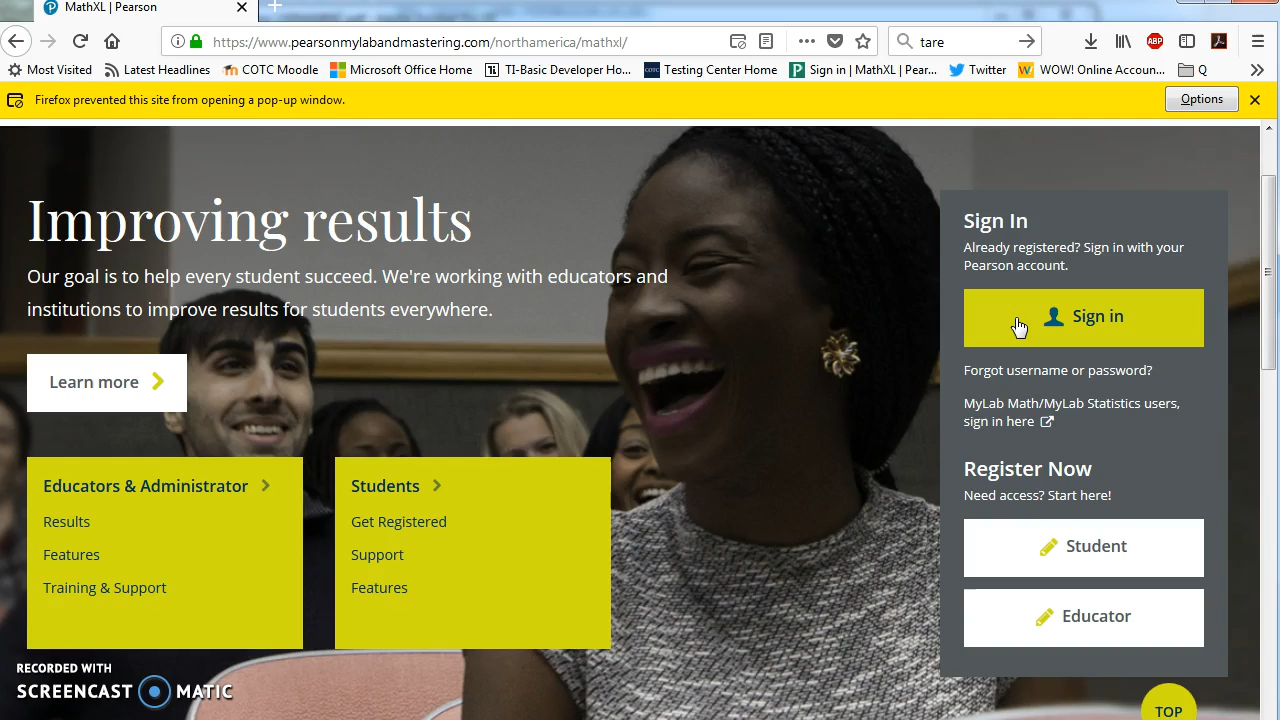 MathXL | Pearson
https://www.pearsonmylabandmastering.com/northamerica/mathxl/
tare
ABP
Most Visited
Latest Headlines
COTC Moodle
Microsoft Office Home
TI-Basic Developer Ho...
Testing Center Home
Sign in | MathXL | Pear...
Twitter
WOW! Online Accoun...
Q
Firefox prevented this site from opening a pop-up window.
Options
Improving results
Our goal is to help every student succeed. We're working with educators and
institutions to improve results for students everywhere.
Learn more
Educators & Administrator
Results
Features
Training & Support
Students
Get Registered
Support
Features
Sign In
Already registered? Sign in with your
Pearson account.
Sign in
Forgot username or password?
MyLab Math/MyLab Statistics users,
sign in here
Register Now
Need access? Start here!
Student
Educator
TOP
RECORDED WITH
SCREENCAST MATIC